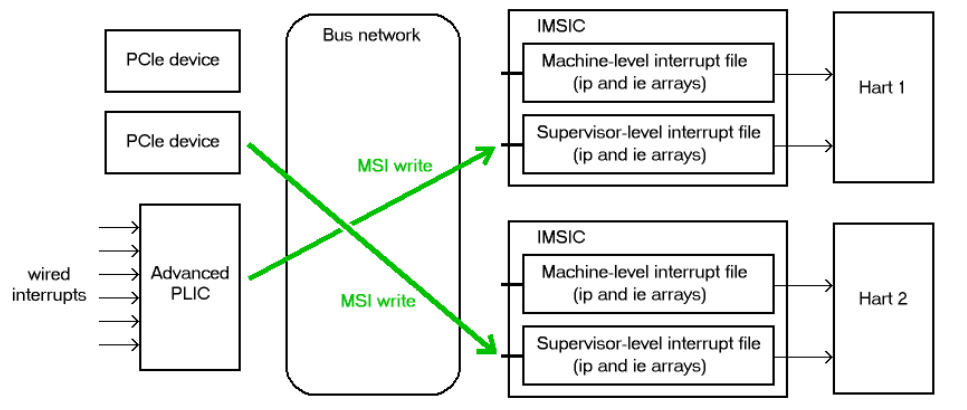 PCIe device
PCIe device
wired
interrupts
Advanced
PLIC
Bus network
MSI write
MSI write
IMSIC
Machine-level interrupt file
(ip and ie arrays)
Supervisor-level interrupt file
(ip and ie arrays)
Hart 1
IMSIC
Machine-level interrupt file
(ip and ie arrays)
Supervisor-level interrupt file
(ip and ie arrays)
Hart 2